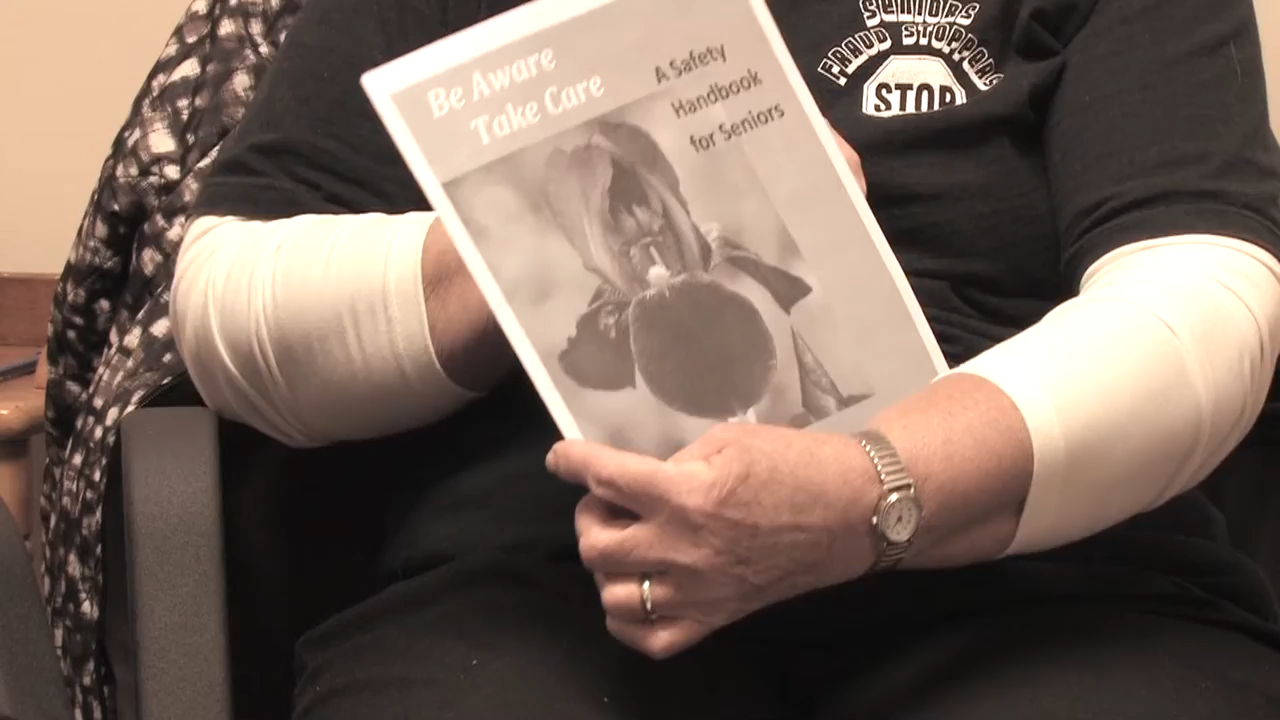 Be Aware
Take Care
A Safety
Handbook
for Seniors
SENIORS
FRAUD STOPPERS
STOP